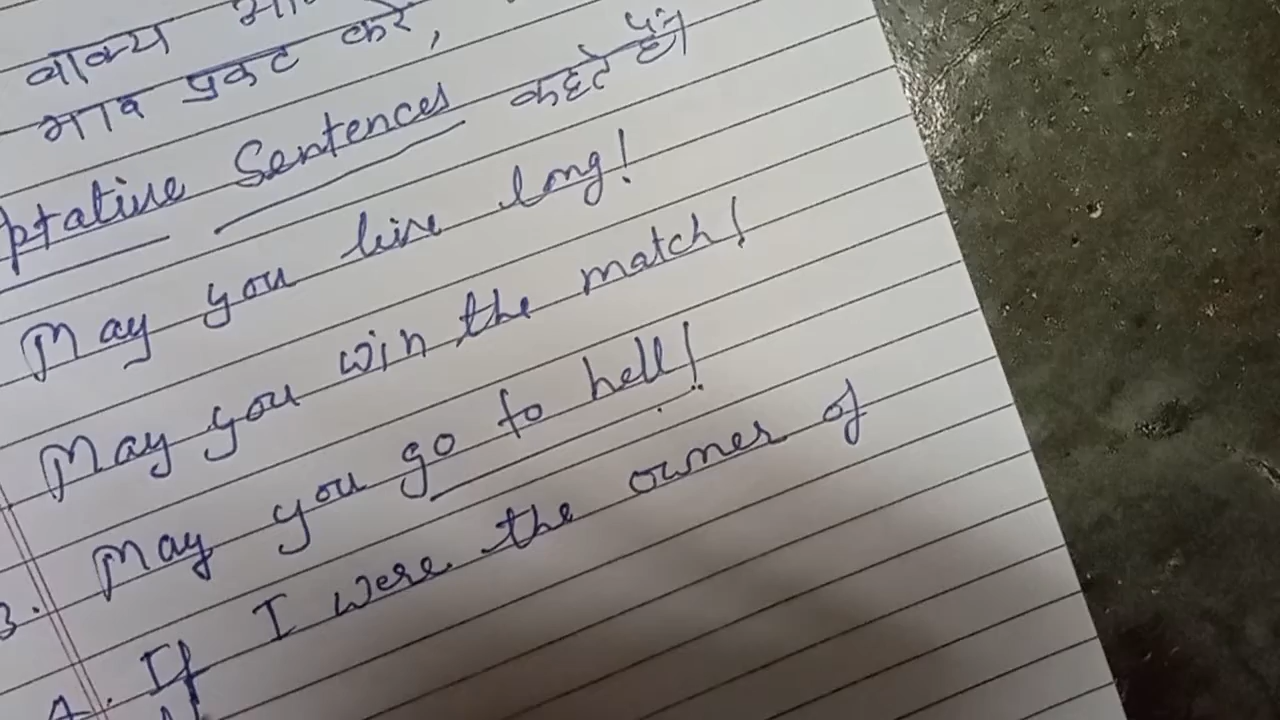 वाक्य
भाव प्रकट करे,
ptative Sentences कहते हैं।
May you live long!
May you win the match!
3. May you go to hell!
4. If I were the owner of